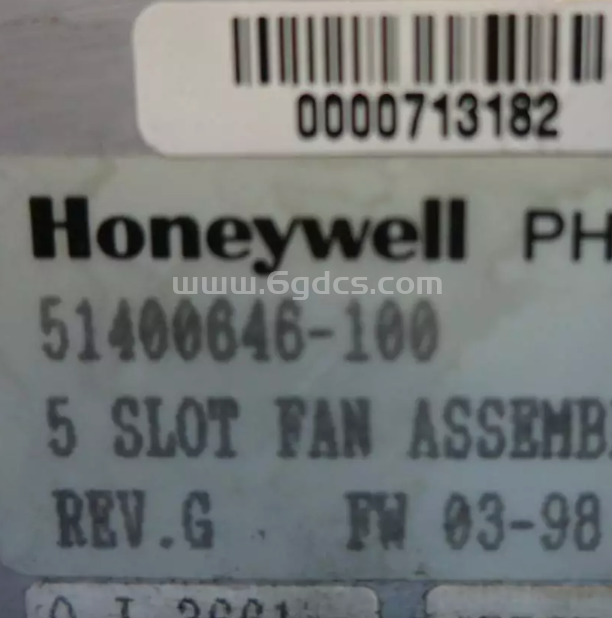 0000713182
Honeywell PH
www.6gdcs.com
51400646-100
5 SLOT FAN ASSEMB
REV.G FW 03-98